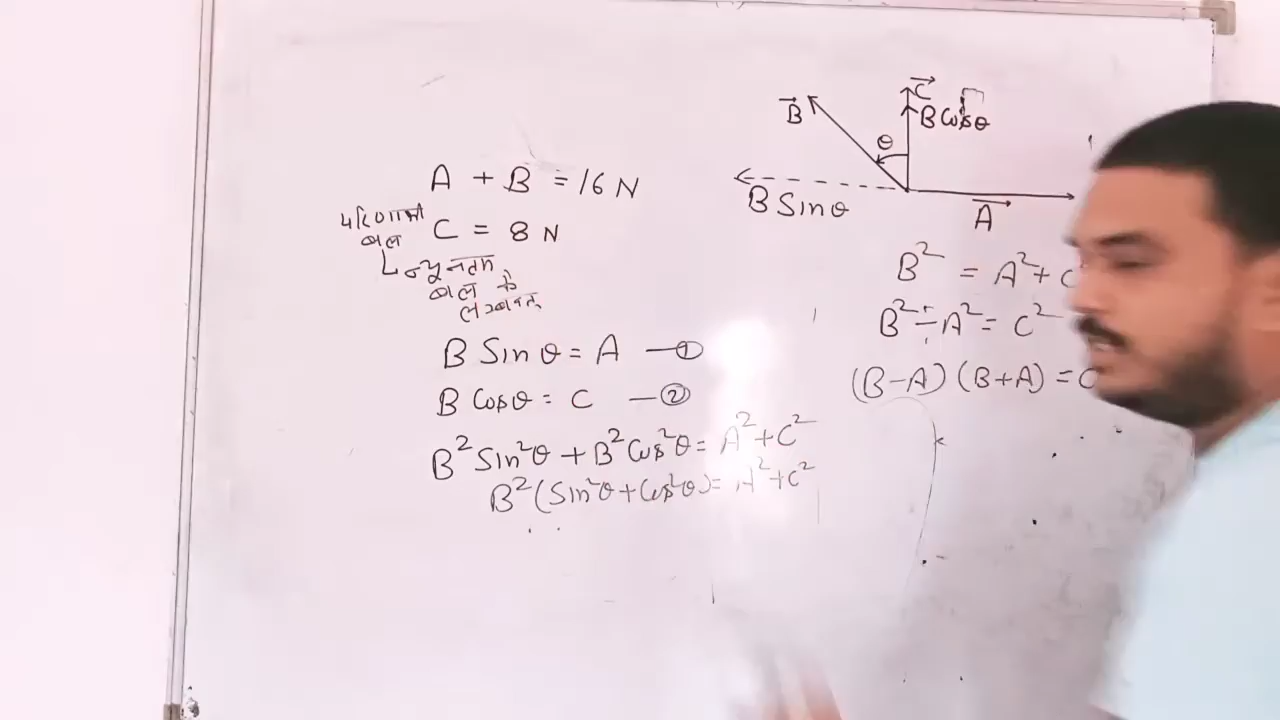 A + B = 16 N
परिणामी
बल C = 8 N
न्यूनतम
बल के
लम्बवत
B Sin θ = A —①
B Cos θ = C —②
B² Sin²θ + B² Cos²θ = A² + C²
B² (Sin²θ + Cos²θ) = A² + C²
C
B
B Cos θ
θ
B Sin θ
A
B² = A² + C
B² - A² = C²
(B-A) (B+A) = C